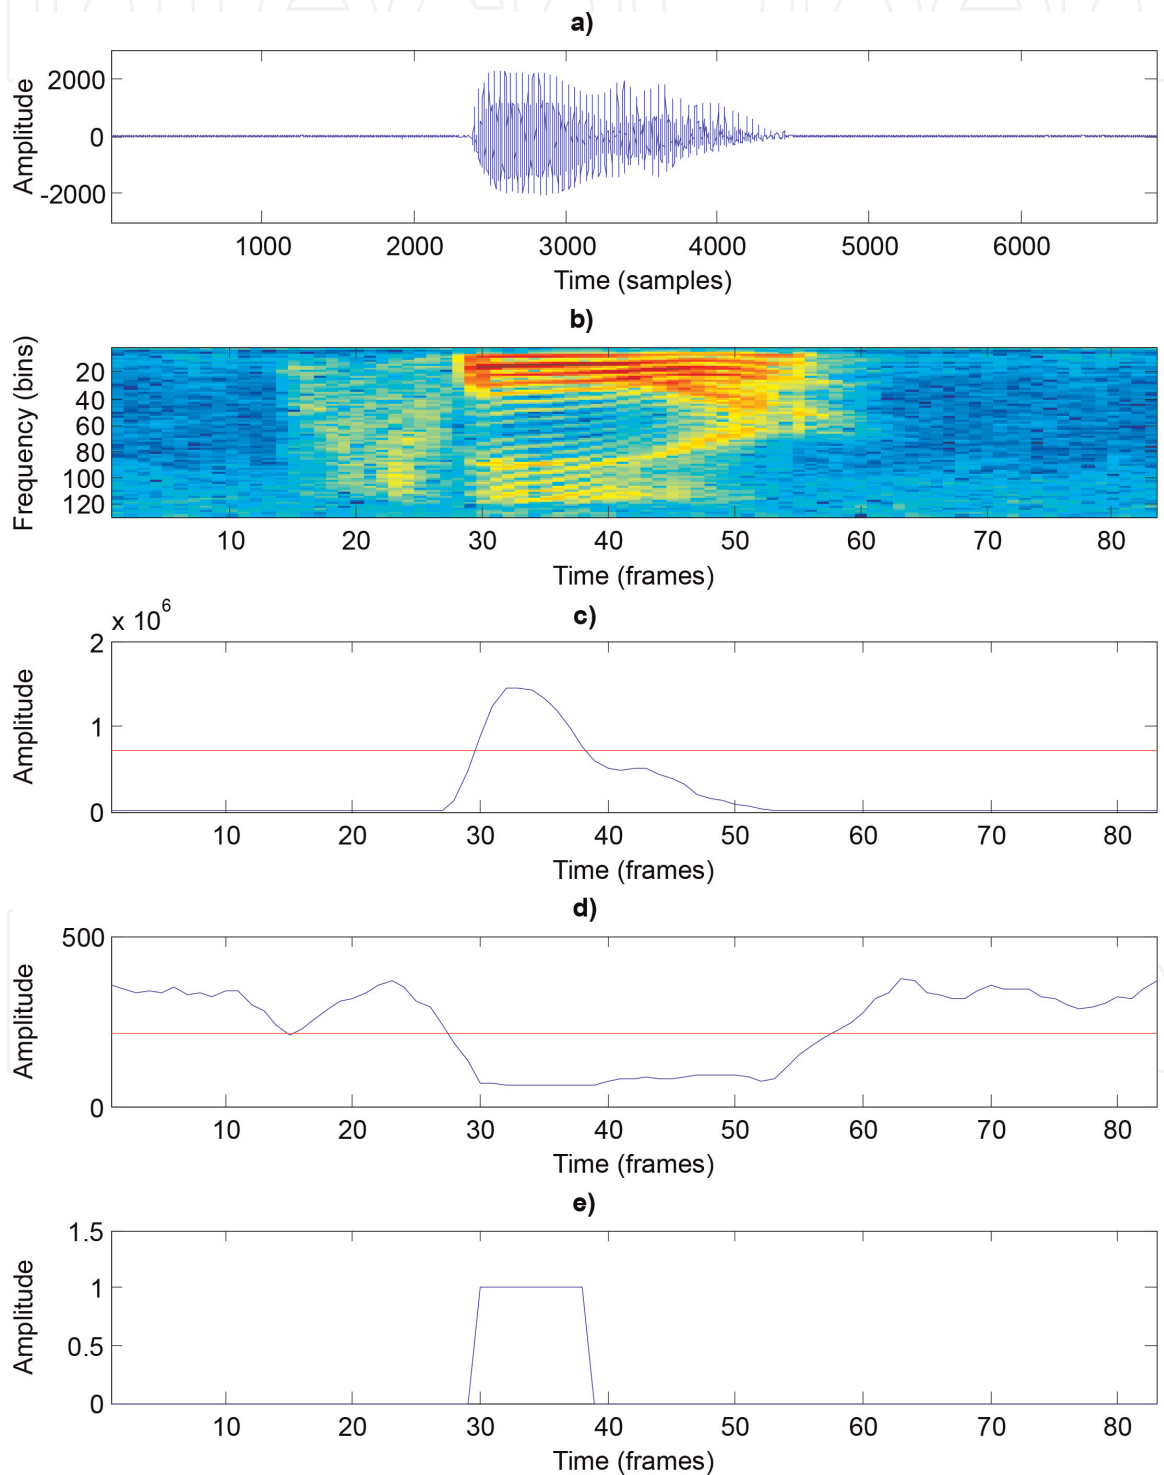 a)
Amplitude
2000
0
-2000
1000 2000 3000 4000 5000 6000
Time (samples)
b)
Frequency (bins)
20
40
60
80
100
120
10 20 30 40 50 60 70 80
Time (frames)
c)
x 10^6
Amplitude
2
1
0
10 20 30 40 50 60 70 80
Time (frames)
d)
Amplitude
500
0
10 20 30 40 50 60 70 80
Time (frames)
e)
Amplitude
1.5
1
0.5
0
10 20 30 40 50 60 70 80
Time (frames)